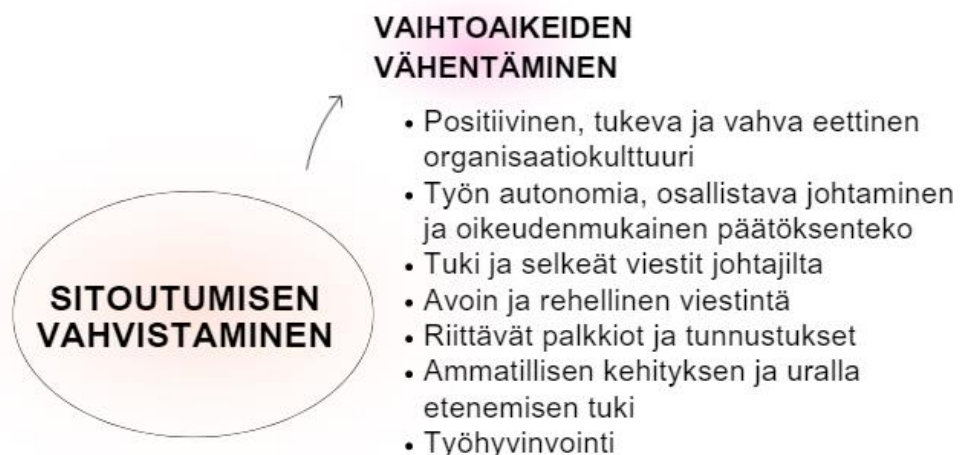 VAIHTOAIKEIDEN
VÄHENTÄMINEN
• Positiivinen, tukeva ja vahva eettinen
organisaatiokulttuuri
• Työn autonomia, osallistava johtaminen
ja oikeudenmukainen päätöksenteko
• Tuki ja selkeät viestit johtajilta
• Avoin ja rehellinen viestintä
• Riittävät palkkiot ja tunnustukset
• Ammatillisen kehityksen ja uralla
etenemisen tuki
• Työhyvinvointi
SITOUTUMISEN
VAHVISTAMINEN